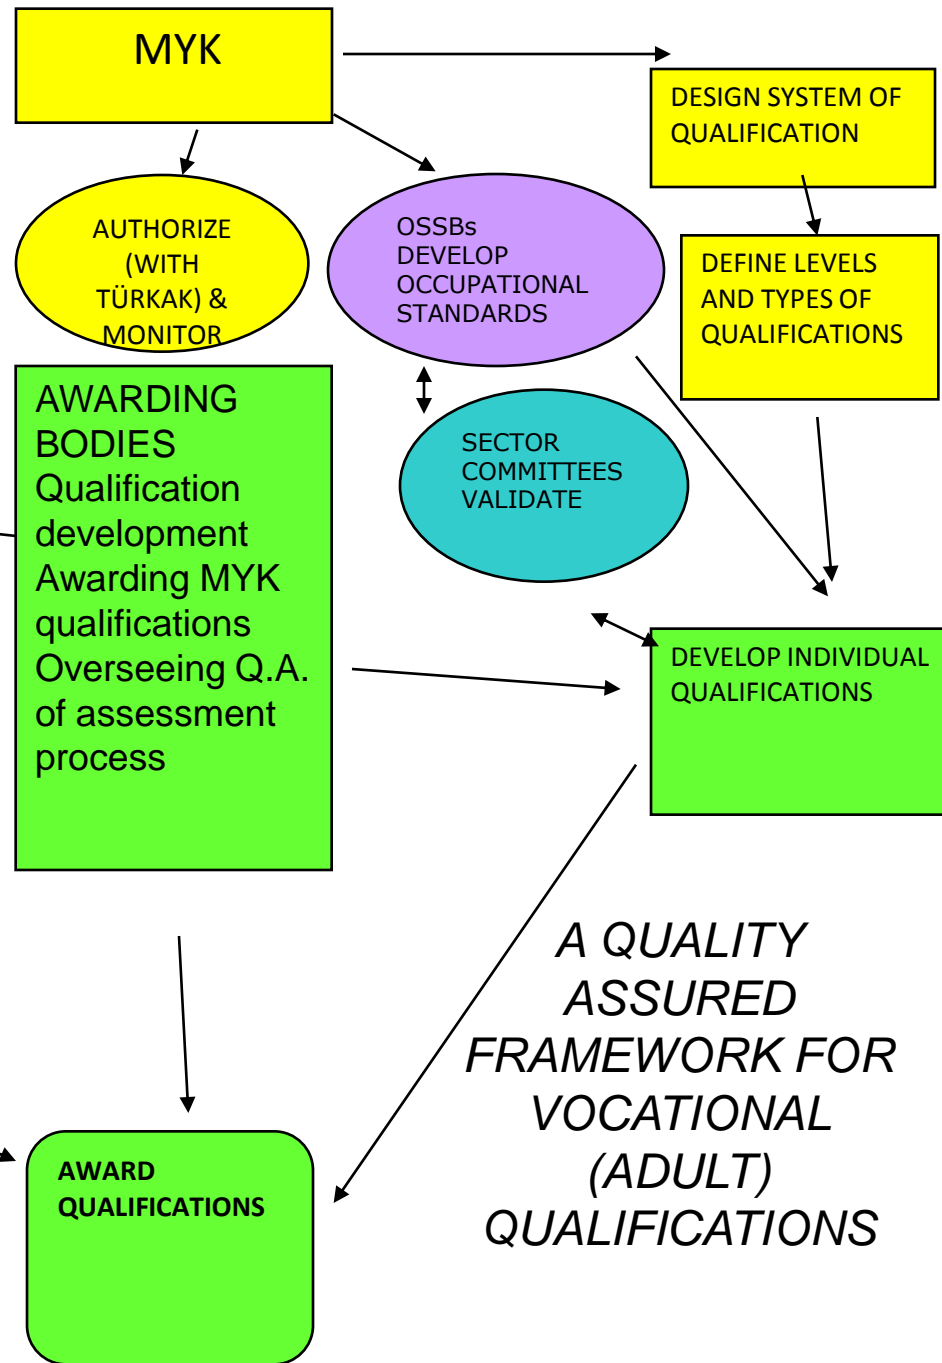 MYK
DESIGN SYSTEM OF
QUALIFICATION
AUTHORIZE
(WITH
TÜRKAK) &
MONITOR
OSSBs
DEVELOP
OCCUPATIONAL
STANDARDS
DEFINE LEVELS
AND TYPES OF
QUALIFICATIONS
AWARDING
BODIES
Qualification
development
Awarding MYK
qualifications
Overseeing Q.A.
of assessment
process
SECTOR
COMMITTEES
VALIDATE
DEVELOP INDIVIDUAL
QUALIFICATIONS
A QUALITY
ASSURED
FRAMEWORK FOR
VOCATIONAL
(ADULT)
QUALIFICATIONS
AWARD
QUALIFICATIONS